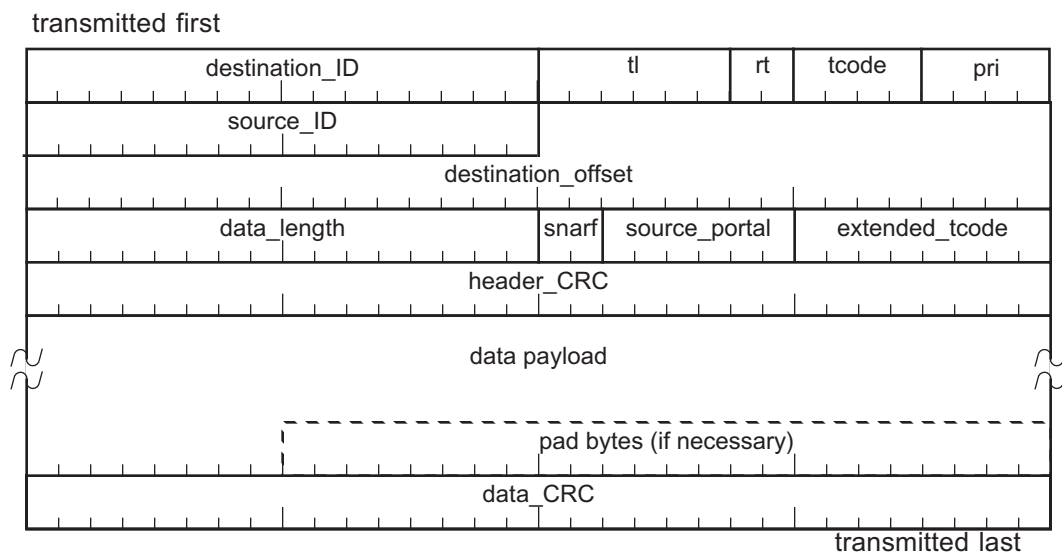 transmitted first
destination_ID tl rt tcode pri
source_ID
destination_offset
data_length snarf source_portal extended_tcode
header_CRC
data payload
pad bytes (if necessary)
data_CRC
transmitted last